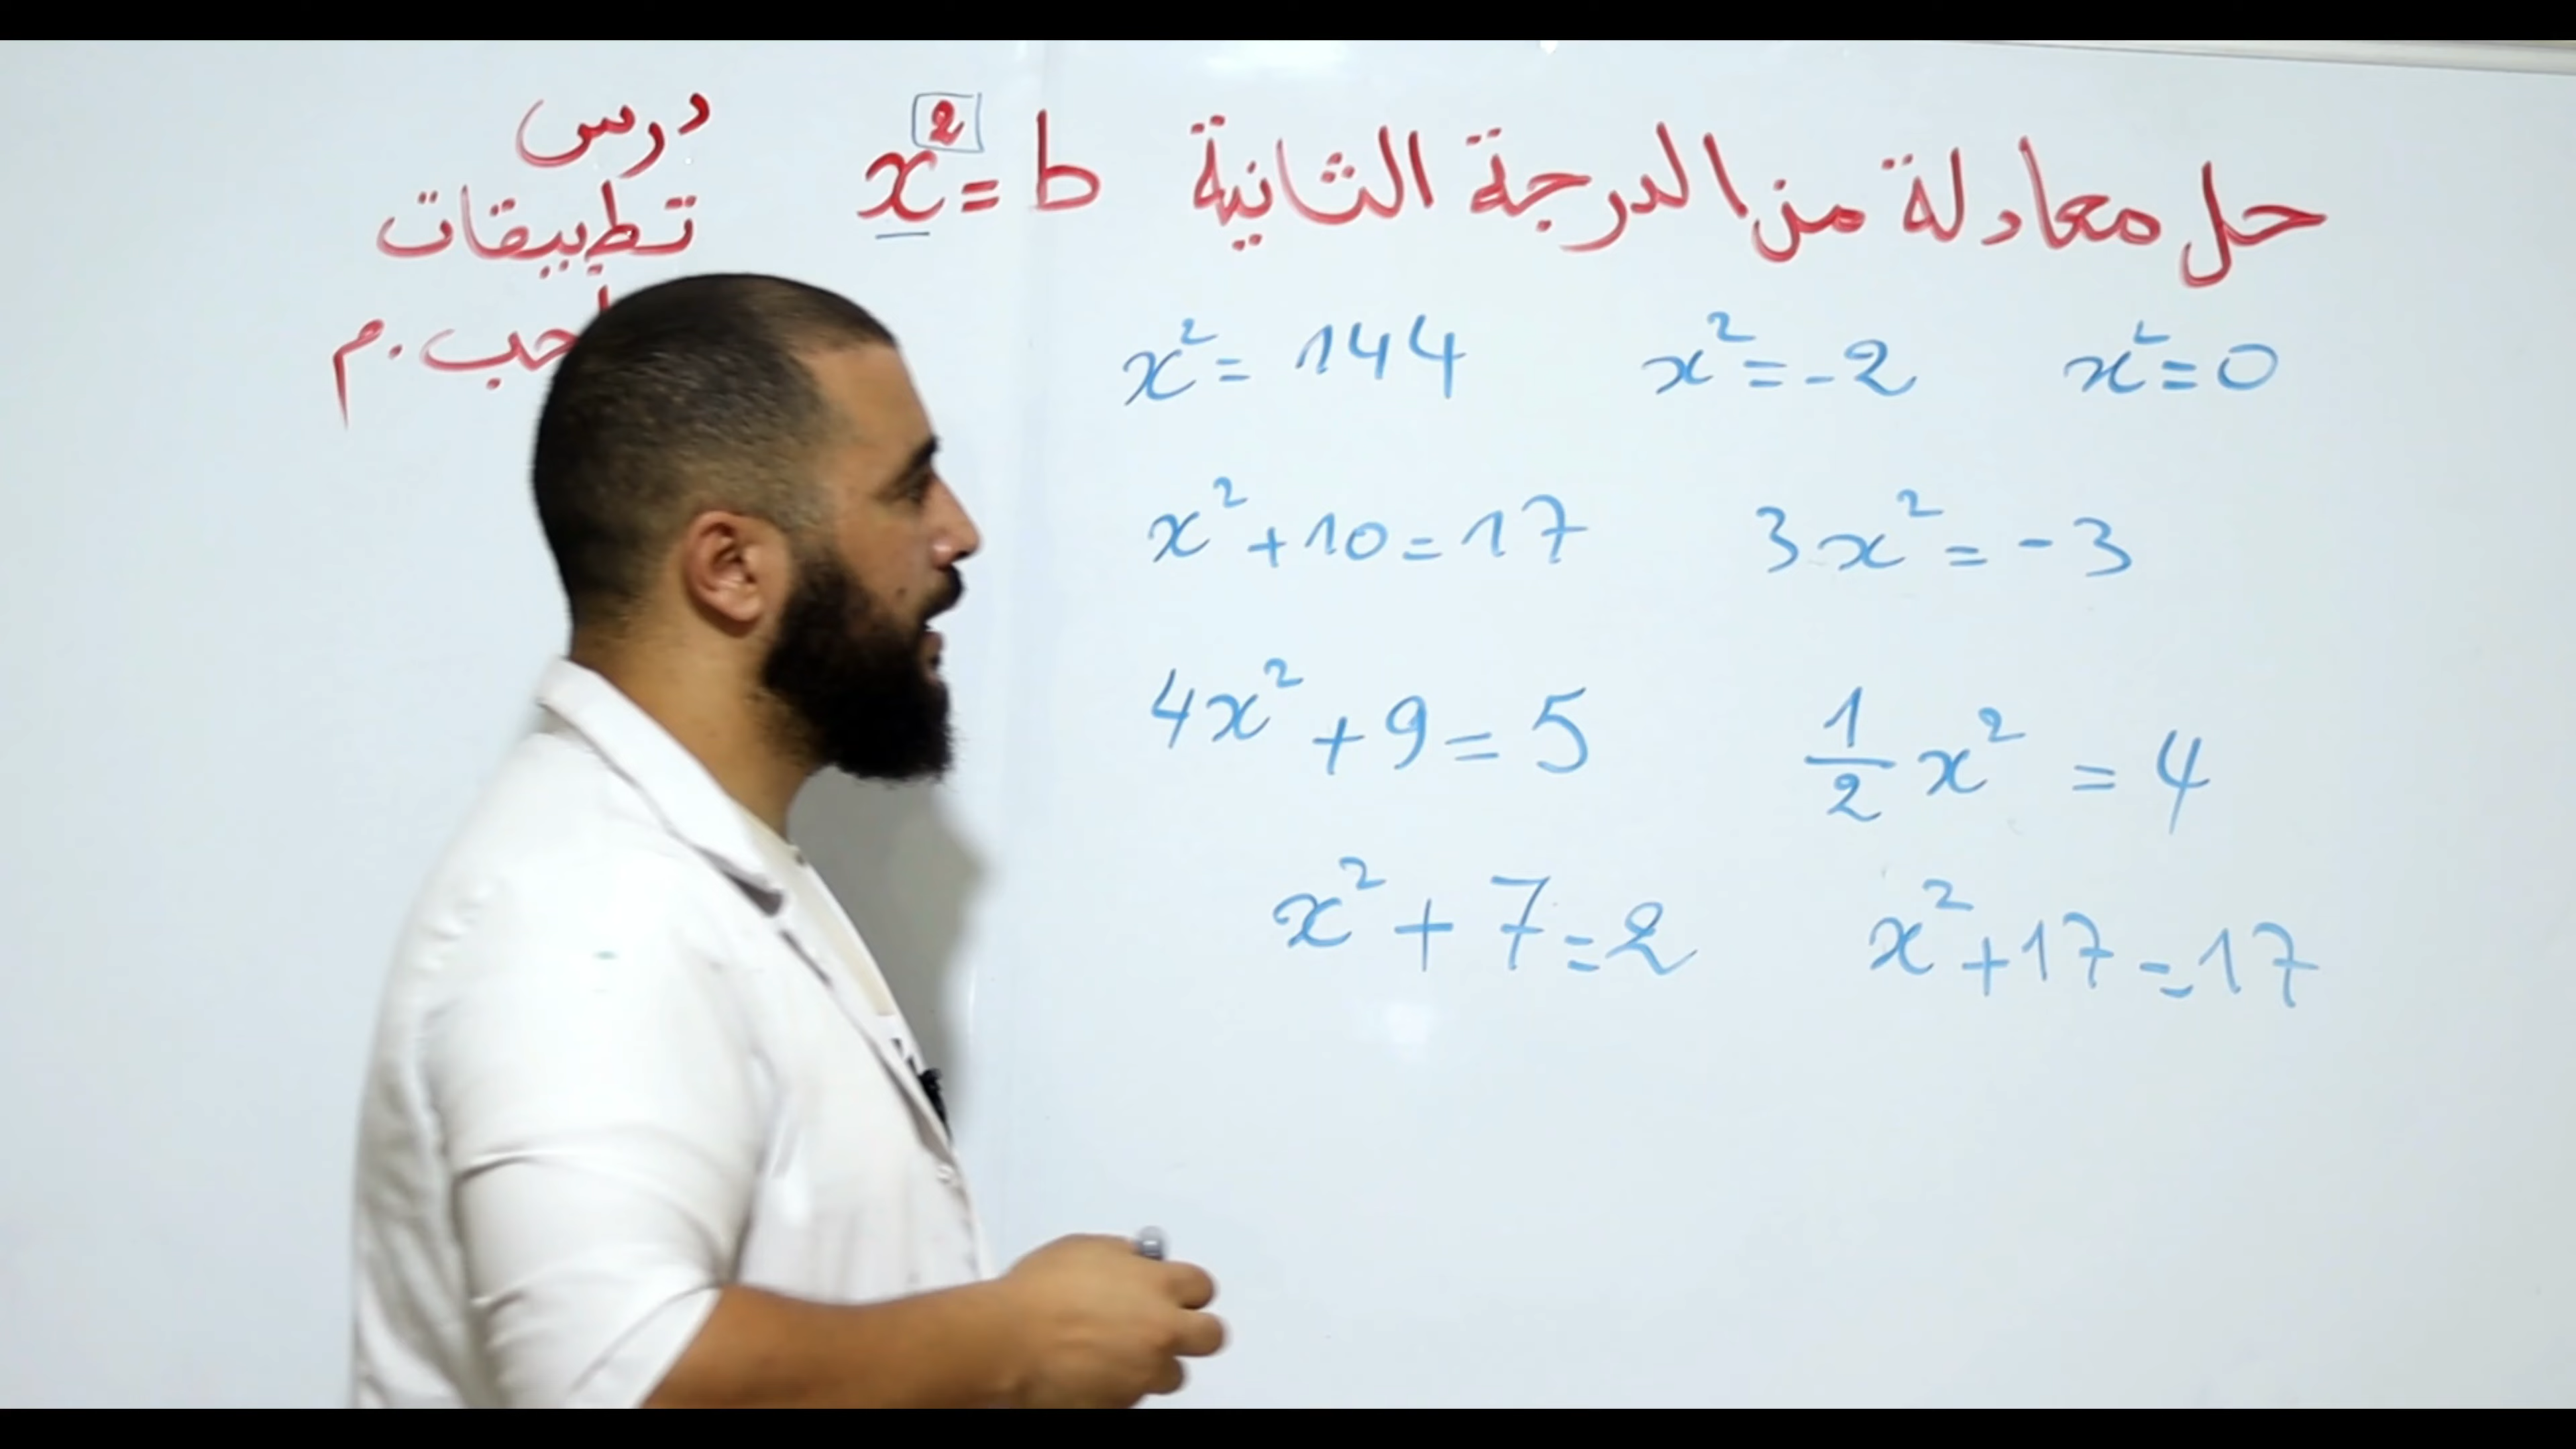 حل معادلة من الدرجة الثانية x² = b
درس
تطبيقات
م.
x² = 144
x² = -2
x² = 0
x² + 10 = 17
3x² = -3
4x² + 9 = 5
1/2 x² = 4
x² + 7 = 2
x² + 17 = 17